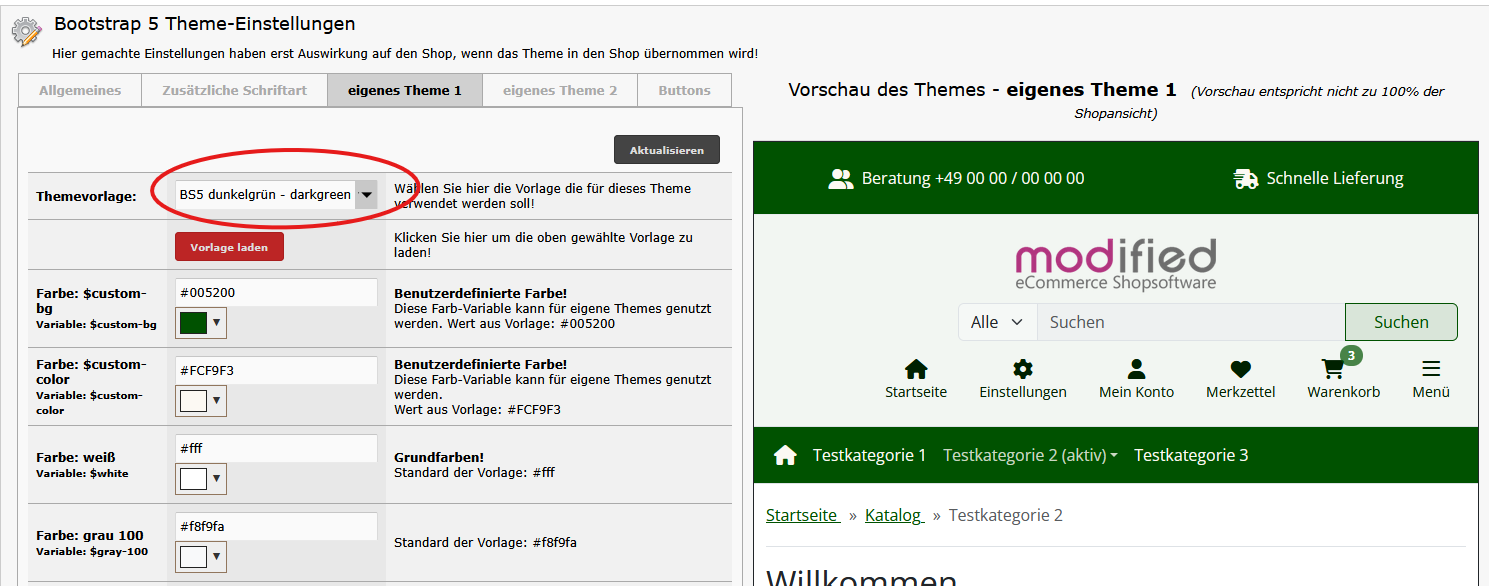 Bootstrap 5 Theme-Einstellungen
Hier gemachte Einstellungen haben erst Auswirkung auf den Shop, wenn das Theme in den Shop übernommen wird!
Allgemeines
Zusätzliche Schriftart
eigenes Theme 1
eigenes Theme 2
Buttons
Aktualisieren
Themevorlage:
BS5 dunkelgrün - darkgreen
Wählen Sie hier die Vorlage die für dieses Theme
verwendet werden soll!
Vorlage laden
Klicken Sie hier um die oben gewählte Vorlage zu
laden!
Farbe: $custom-
bg
Variable: $custom-bg
#005200
Benutzerdefinierte Farbe!
Diese Farb-Variable kann für eigene Themes genutzt
werden. Wert aus Vorlage: #005200
Farbe: $custom-
color
Variable: $custom-
color
#FCF9F3
Benutzerdefinierte Farbe!
Diese Farb-Variable kann für eigene Themes genutzt
werden.
Wert aus Vorlage: #FCF9F3
Farbe: weiß
Variable: $white
#fff
Grundfarben!
Standard der Vorlage: #fff
Farbe: grau 100
Variable: $gray-100
#f8f9fa
Standard der Vorlage: #f8f9fa
Vorschau des Themes - eigenes Theme 1 (Vorschau entspricht nicht zu 100% der
Shopansicht)
Beratung +49 00 00 / 00 00 00
Schnelle Lieferung
modified
eCommerce Shopsoftware
Alle
Suchen
Suchen
3
Startseite
Einstellungen
Mein Konto
Merkzettel
Warenkorb
Menü
Testkategorie 1
Testkategorie 2 (aktiv)
Testkategorie 3
Startseite » Katalog » Testkategorie 2
Willkommen